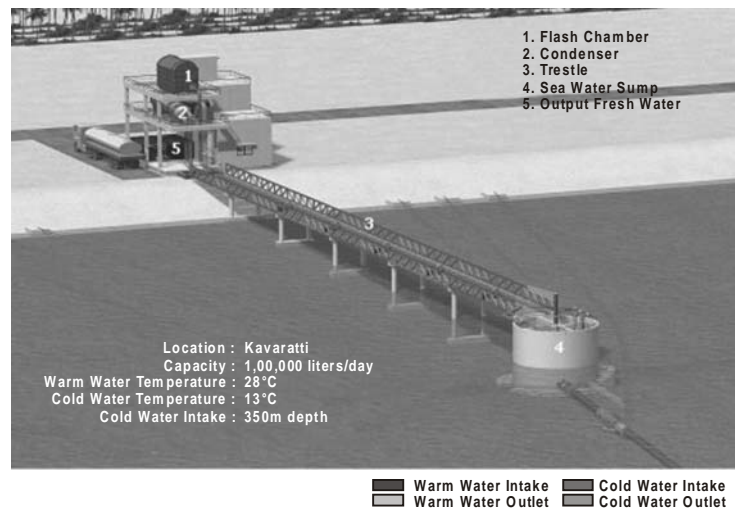 1. Flash Chamber
2. Condenser
3. Trestle
4. Sea Water Sump
5. Output Fresh Water
1
2
5
3
4
Location : Kavaratti
Capacity : 1,00,000 liters/day
Warm Water Temperature : 28°C
Cold Water Temperature : 13°C
Cold Water Intake : 350m depth
Warm Water Intake Cold Water Intake
Warm Water Outlet Cold Water Outlet